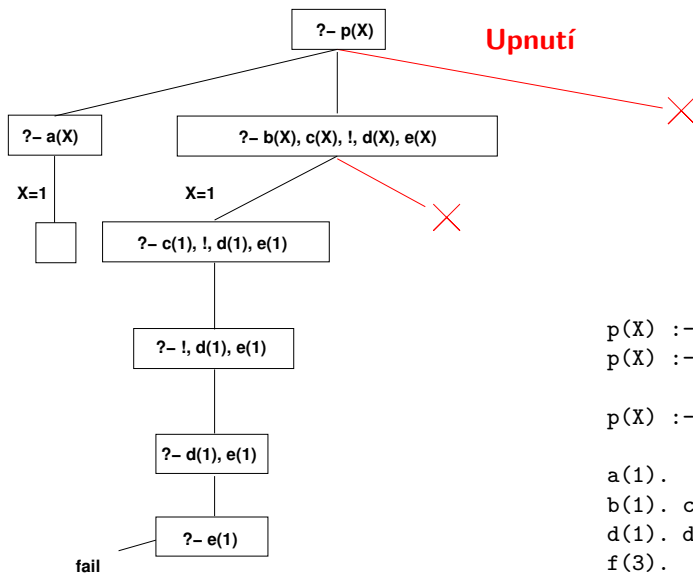 ?– p(X)
Upnutí
?– a(X)
?– b(X), c(X), !, d(X), e(X)
X=1
X=1
?– c(1), !, d(1), e(1)
?– !, d(1), e(1)
?– d(1), e(1)
?– e(1)
fail
p(X) :-
p(X) :-
p(X) :-
a(1).
b(1). c
d(1). d
f(3).